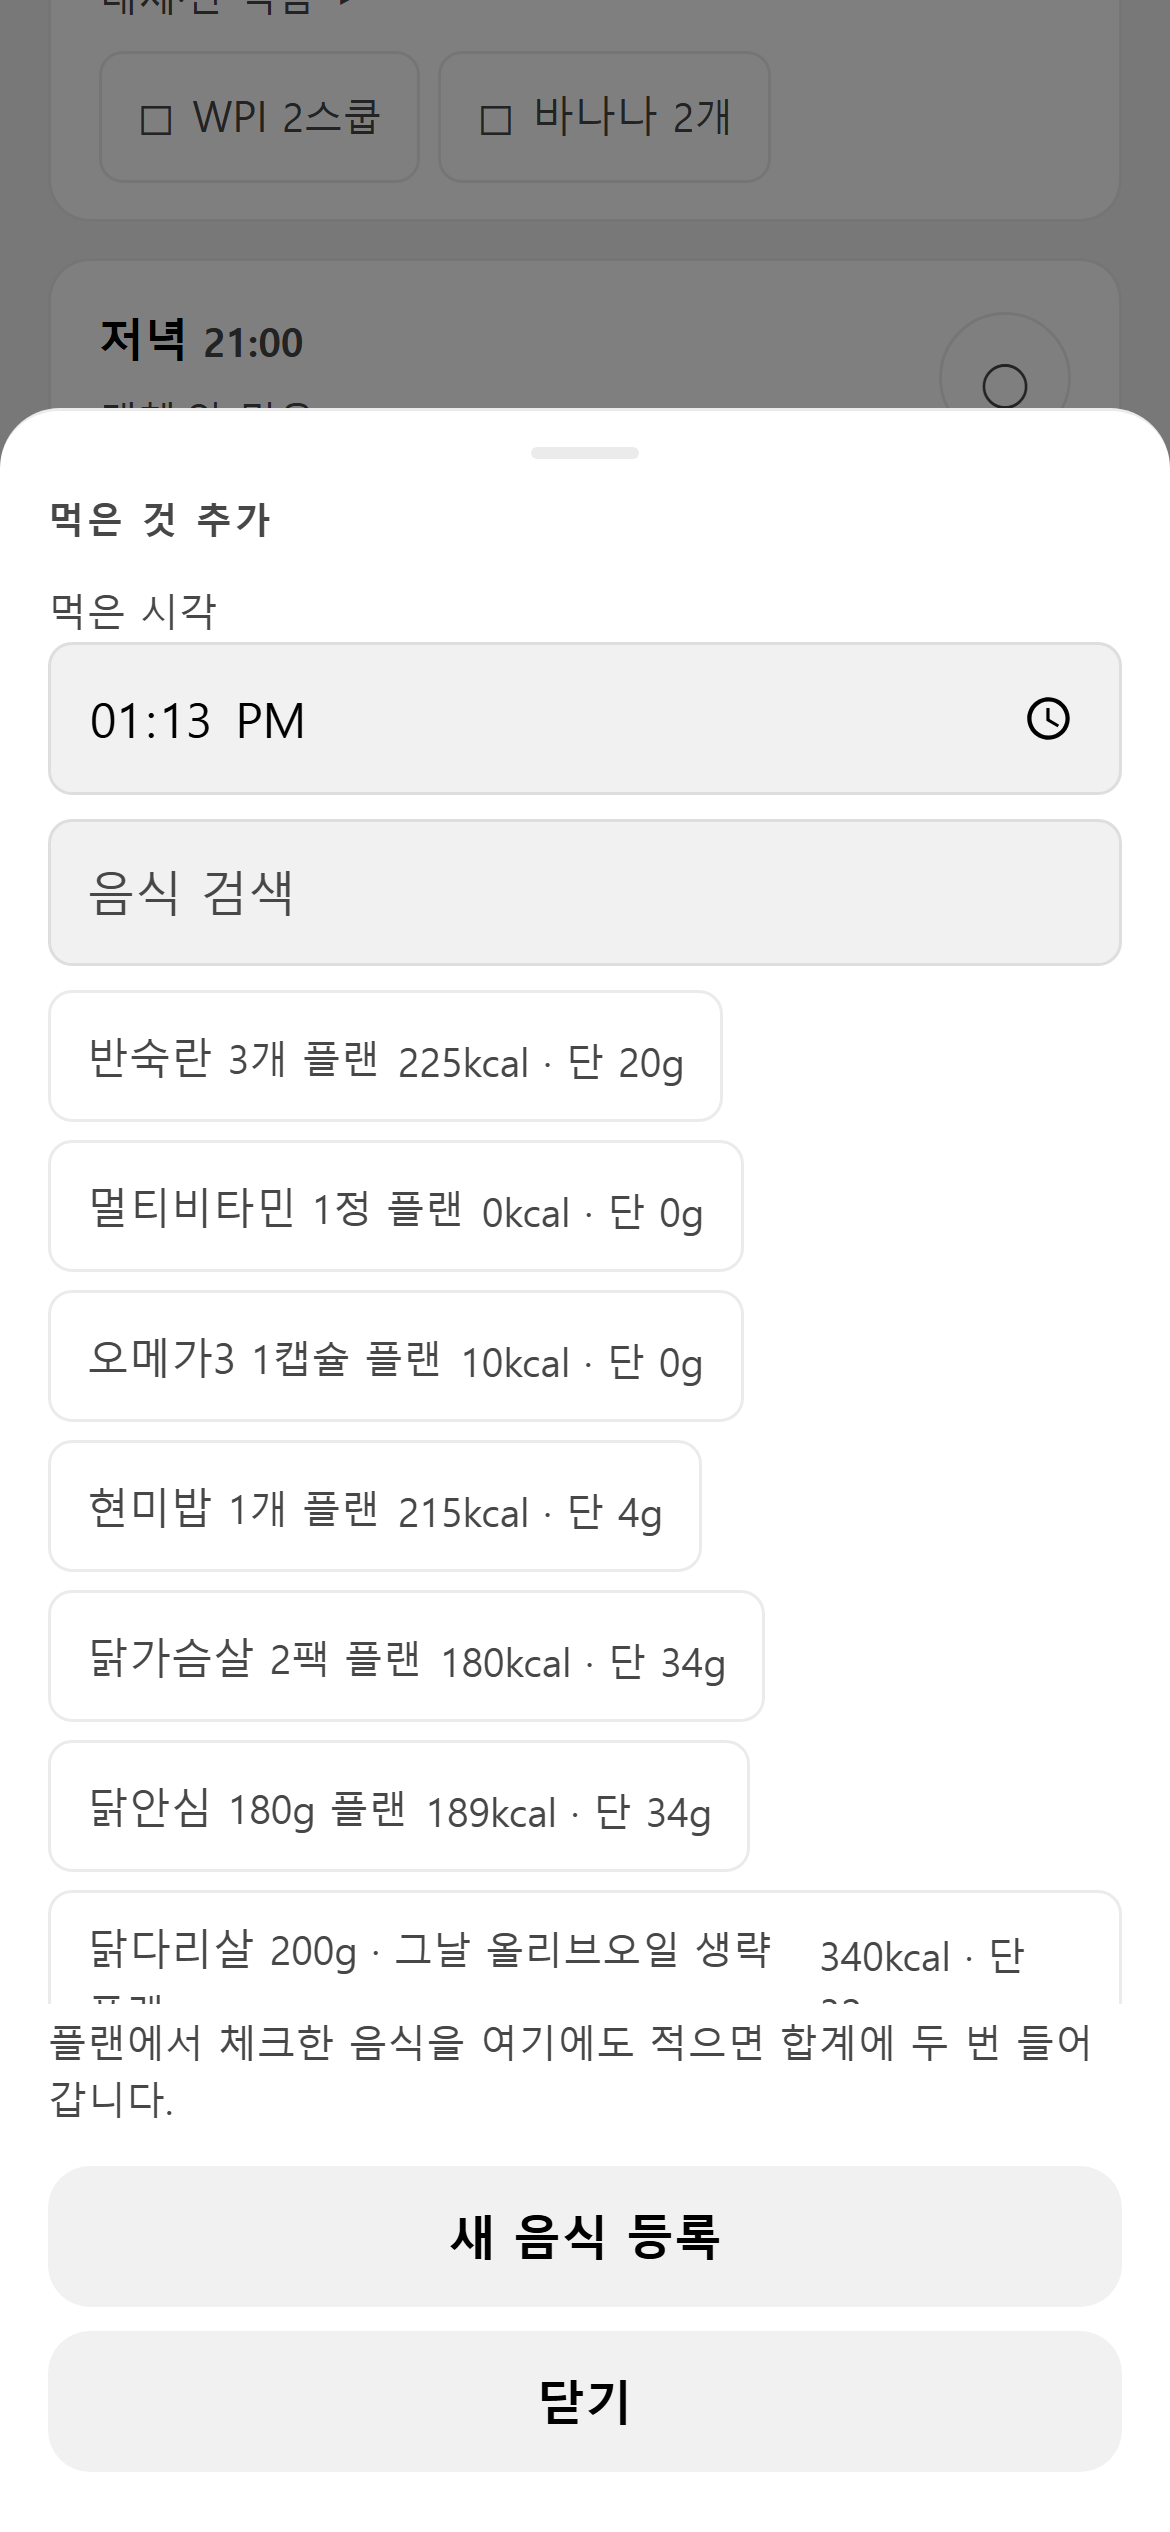 WPI 2스쿱
바나나 2개
저녁 21:00
먹은 것 추가
먹은 시각
01:13 PM
음식 검색
반숙란 3개 플랜 225kcal · 단 20g
멀티비타민 1정 플랜 0kcal · 단 0g
오메가3 1캡슐 플랜 10kcal · 단 0g
현미밥 1개 플랜 215kcal · 단 4g
닭가슴살 2팩 플랜 180kcal · 단 34g
닭안심 180g 플랜 189kcal · 단 34g
닭다리살 200g · 그날 올리브오일 생략 340kcal · 단
플랜에서 체크한 음식을 여기에도 적으면 합계에 두 번 들어
갑니다.
새 음식 등록
닫기